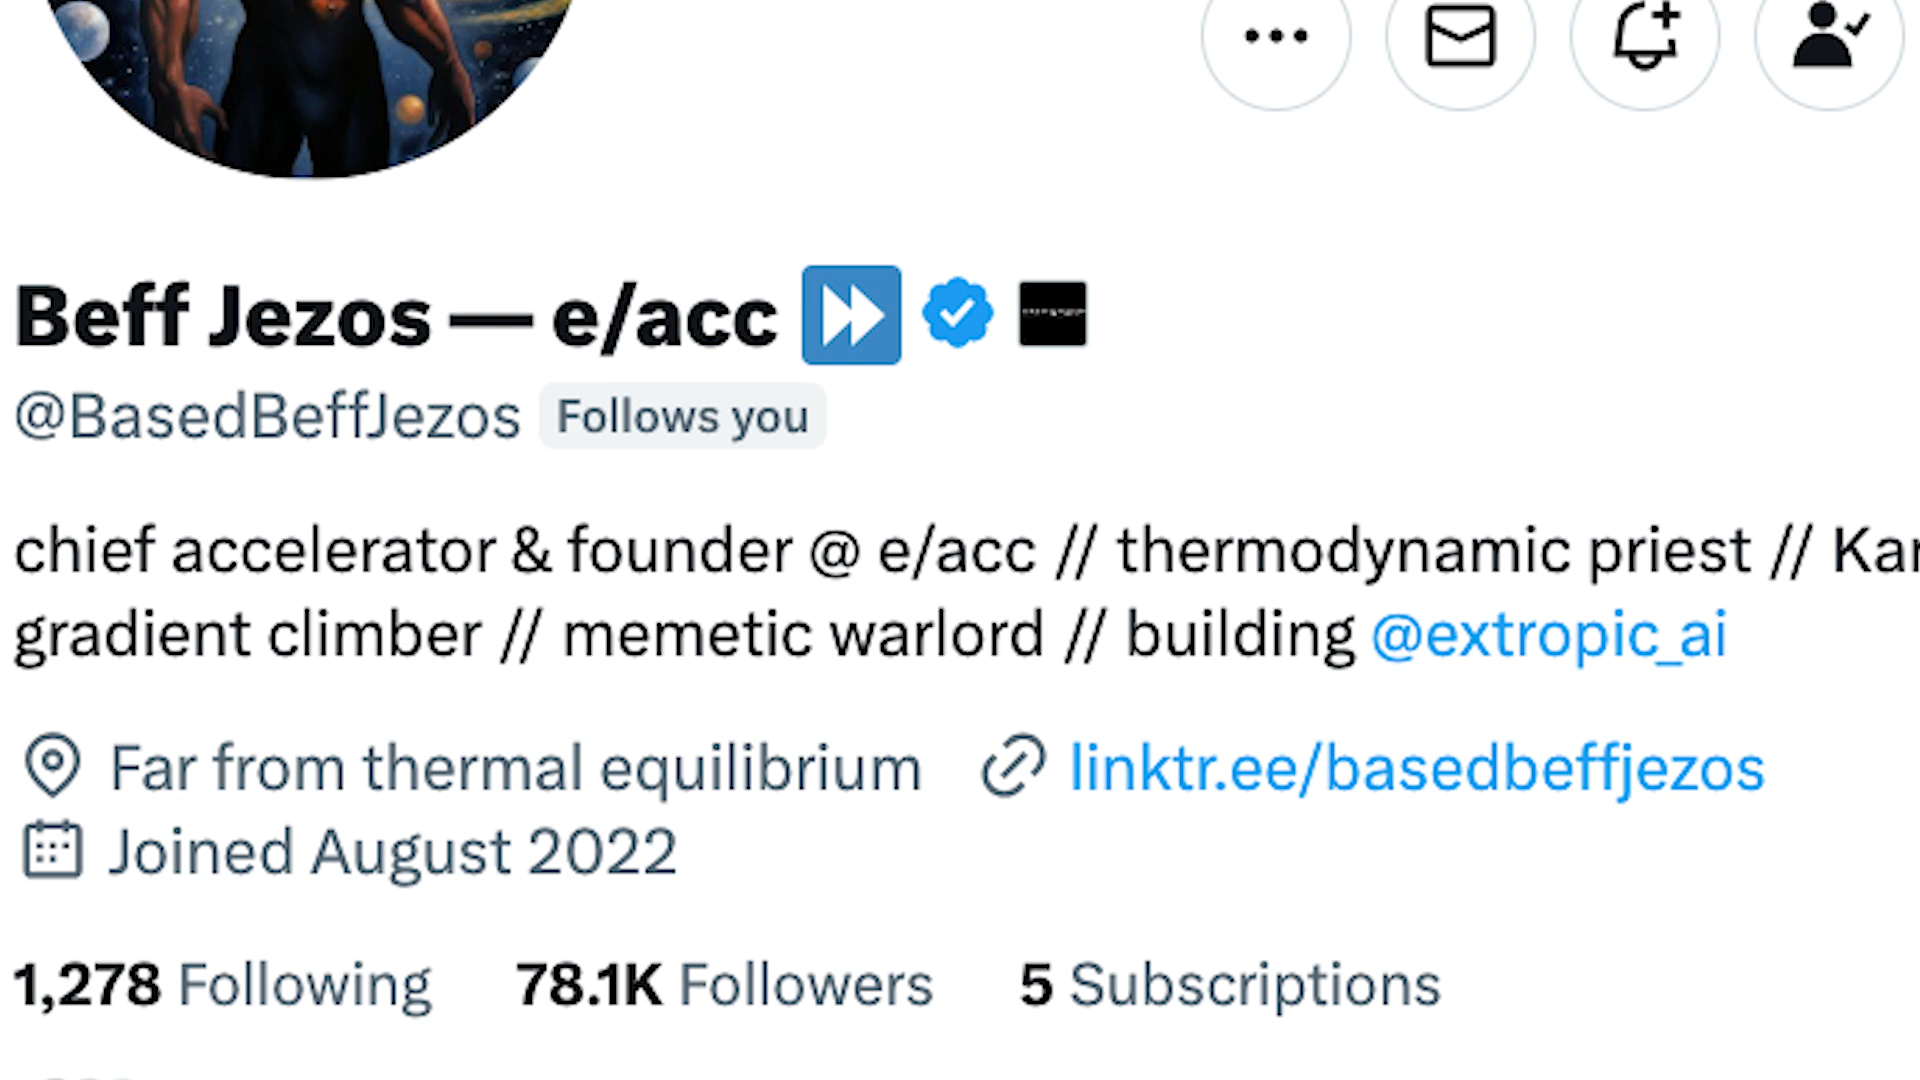 Beff Jezos — e/acc ⏩
@BasedBeffJezos Follows you
chief accelerator & founder @ e/acc // thermodynamic priest //
gradient climber // memetic warlord // building @extropic_ai
Far from thermal equilibrium linktr.ee/basedbeffjezos
Joined August 2022
1,278 Following 78.1K Followers 5 Subscriptions